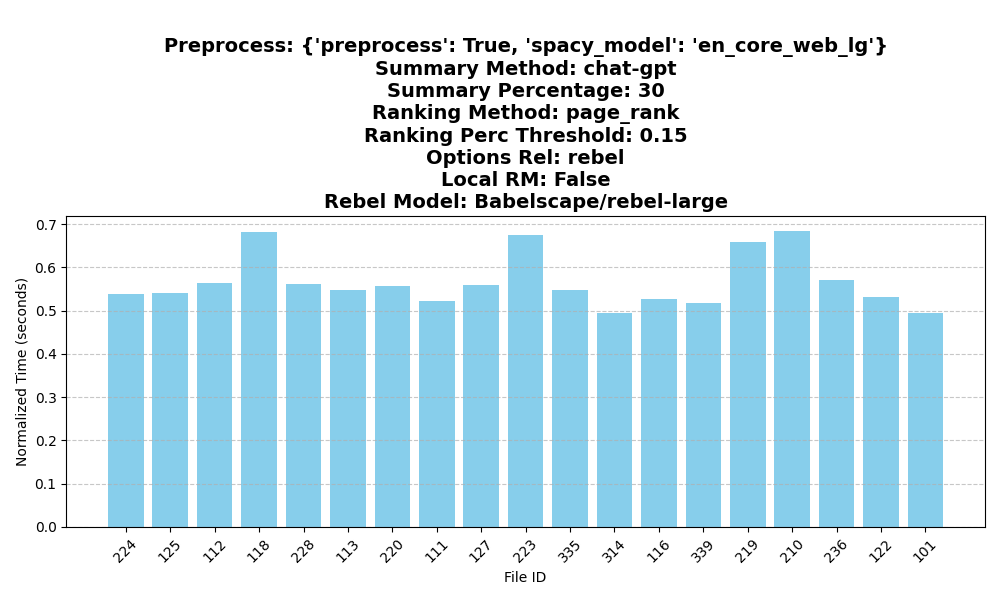 Preprocess: {'preprocess': True, 'spacy_model': 'en_core_web_lg'}
Summary Method: chat-gpt
Summary Percentage: 30
Ranking Method: page_rank
Ranking Perc Threshold: 0.15
Options Rel: rebel
Local RM: False
Rebel Model: Babelscape/rebel-large
0.7
0.6
0.5
0.4
0.3
0.2
0.1
0.0
Normalized Time (seconds)
224 125 112 118 228 113 220 111 127 223 335 314 116 339 219 210 236 122 101
File ID